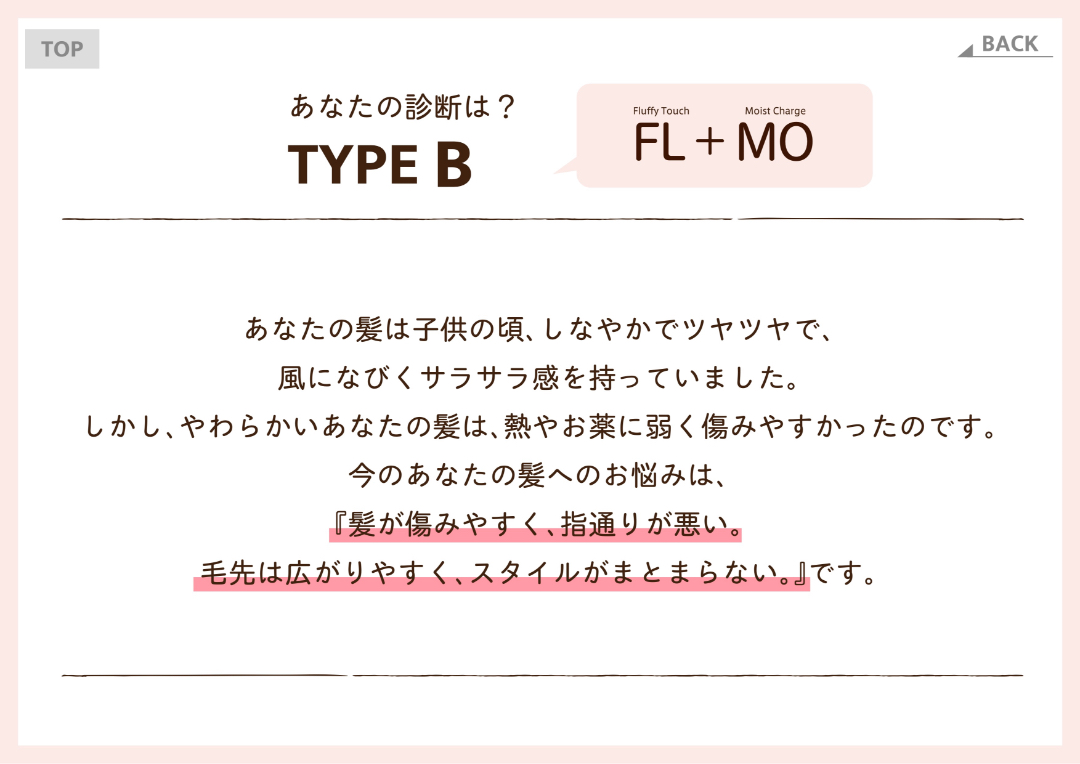 TOP
BACK
あなたの診断は？
TYPE B
Fluffy Touch Moist Charge
FL＋MO
あなたの髪は子供の頃、しなやかでツヤツヤで、
風になびくサラサラ感を持っていました。
しかし、やわらかいあなたの髪は、熱やお薬に弱く傷みやすかったのです。
今のあなたの髪へのお悩みは、
『髪が傷みやすく、指通りが悪い。
毛先は広がりやすく、スタイルがまとまらない。』です。